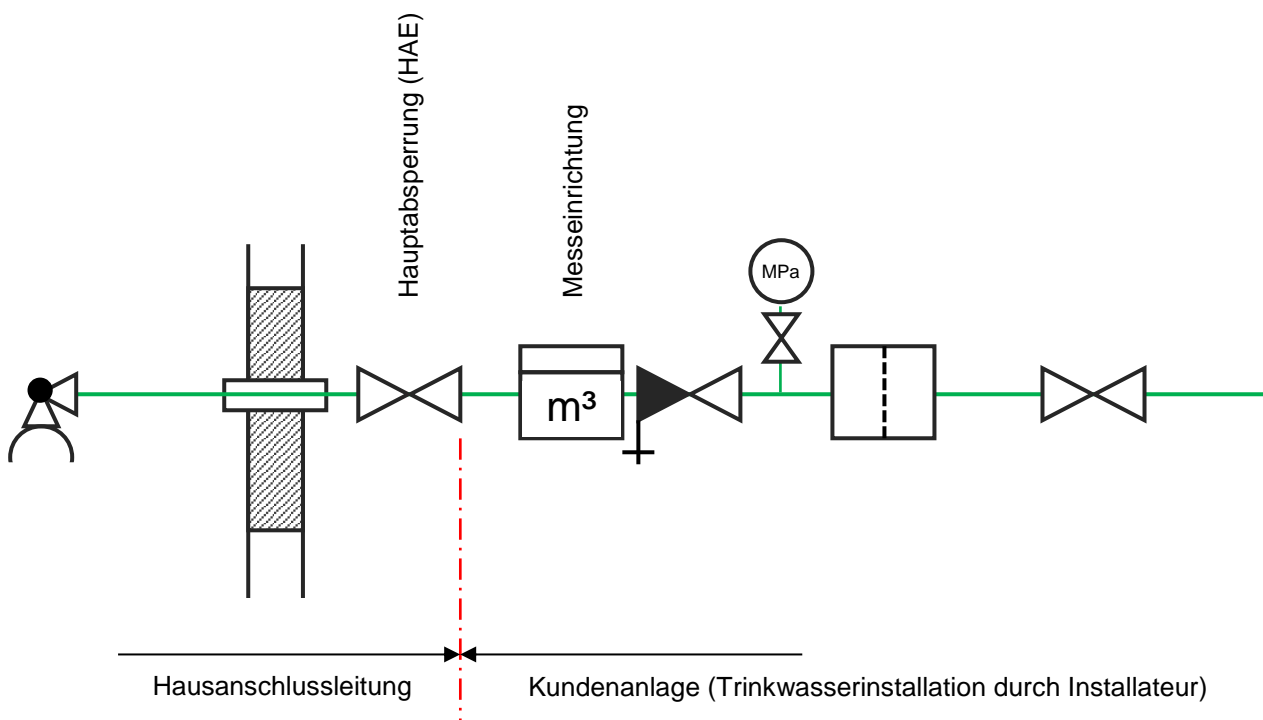 Hauptabsperrung (HAE)
Messeinrichtung
MPa
m³
Hausanschlussleitung
Kundenanlage (Trinkwasserinstallation durch Installateur)